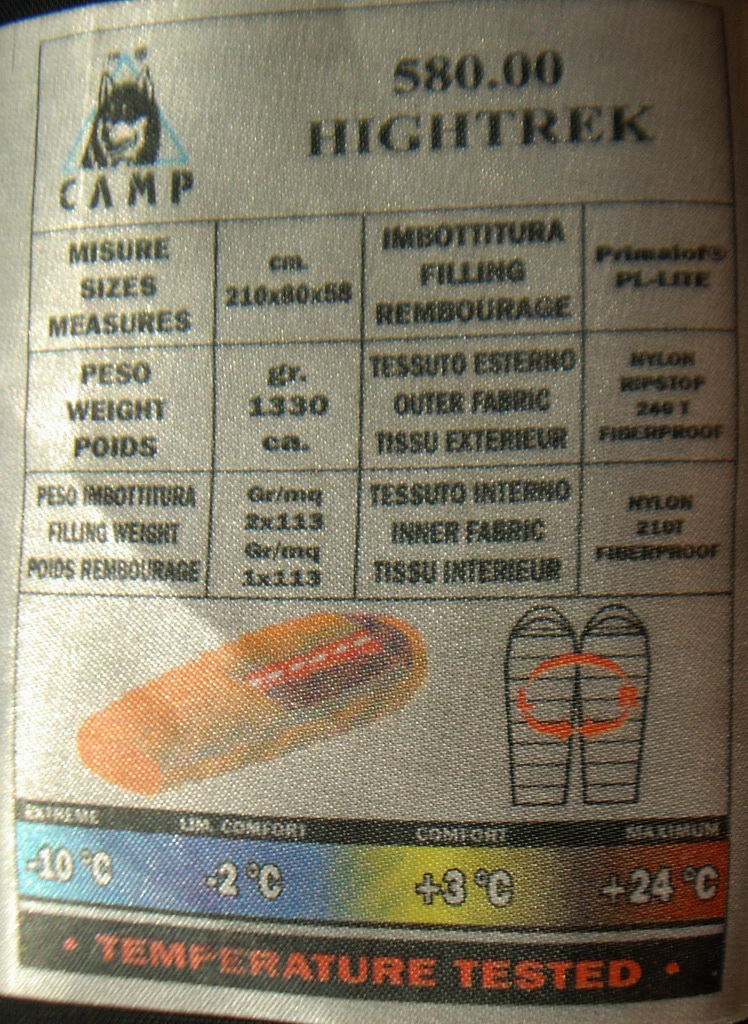 580.00
HIGHTREK
CAMP
MISURE
SIZES
MEASURES
cm.
210x80x58
IMBOTTITURA
FILLING
REMBOURAGE
Primalof®
PL-LITE
PESO
WEIGHT
POIDS
gr.
1330
ca.
TESSUTO ESTERNO
OUTER FABRIC
TISSU EXTERIEUR
NYLON
RIPSTOP
240 T
FIBERPROOF
PESO IMBOTTITURA
FILLING WEIGHT
POIDS REMBOURAGE
Gr/mq
2x113
Gr/mq
1x113
TESSUTO INTERNO
INNER FABRIC
TISSU INTERIEUR
NYLON
210T
FIBERPROOF
EXTREME
LIM. COMFORT
COMFORT
MAXIMUM
-10 °C
-2 °C
+3 °C
+24 °C
• TEMPERATURE TESTED •